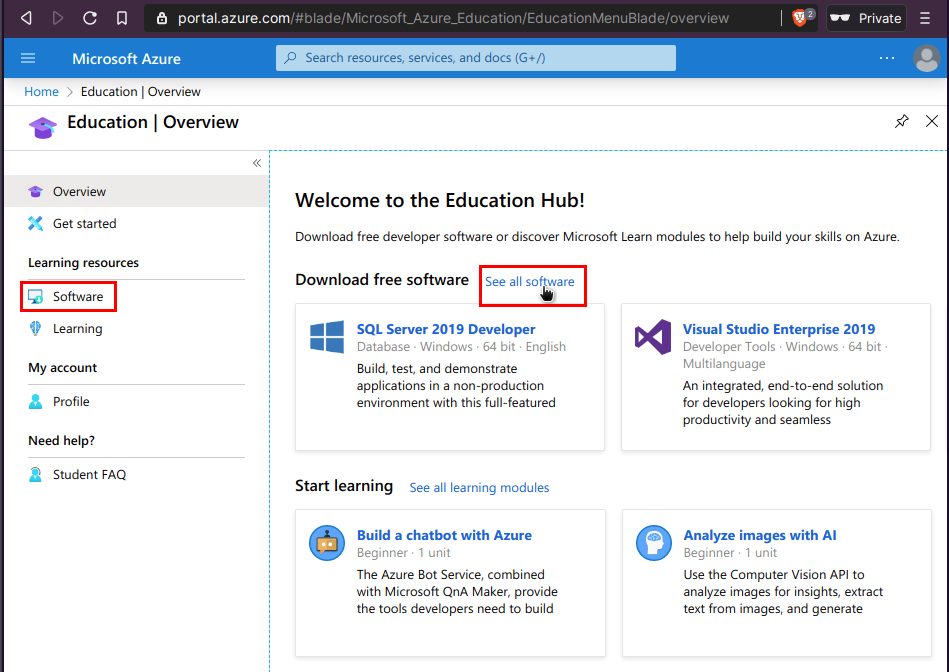 portal.azure.com/#blade/Microsoft_Azure_Education/EducationMenuBlade/overview
2
Private
Microsoft Azure
Search resources, services, and docs (G+/)
...
Home > Education | Overview
Education | Overview
«
Overview
Get started
Learning resources
Software
Learning
My account
Profile
Need help?
Student FAQ
Welcome to the Education Hub!
Download free developer software or discover Microsoft Learn modules to help build your skills on Azure.
Download free software See all software
SQL Server 2019 Developer
Database · Windows · 64 bit · English
Build, test, and demonstrate
applications in a non-production
environment with this full-featured
Visual Studio Enterprise 2019
Developer Tools · Windows · 64 bit ·
Multilanguage
An integrated, end-to-end solution
for developers looking for high
productivity and seamless
Start learning See all learning modules
Build a chatbot with Azure
Beginner · 1 unit
The Azure Bot Service, combined
with Microsoft QnA Maker, provide
the tools developers need to build
Analyze images with AI
Beginner · 1 unit
Use the Computer Vision API to
analyze images for insights, extract
text from images, and generate